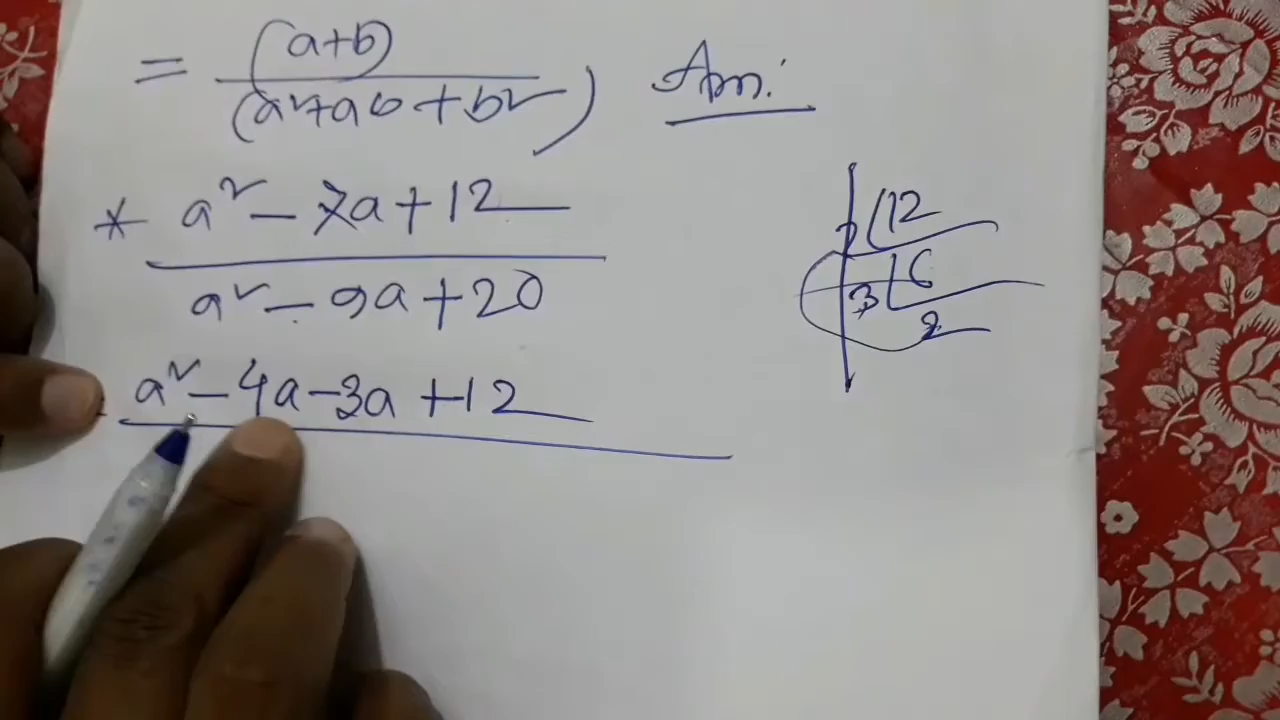 = (a+b)
(a²+ab+b²) Ans:
* a² - 7a+12
a² - 9a+20
a² - 4a - 3a + 12
2 12
3 6
2